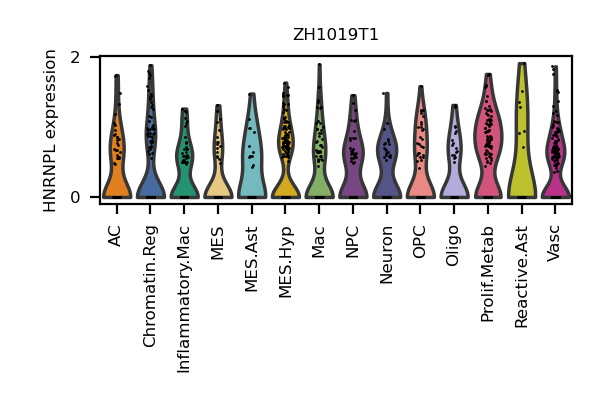 ZH1019T1
HNRNPL expression
2
0
AC
Chromatin.Reg
Inflammatory.Mac
MES
MES.Ast
MES.Hyp
Mac
NPC
Neuron
OPC
Oligo
Prolif.Metab
Reactive.Ast
Vasc